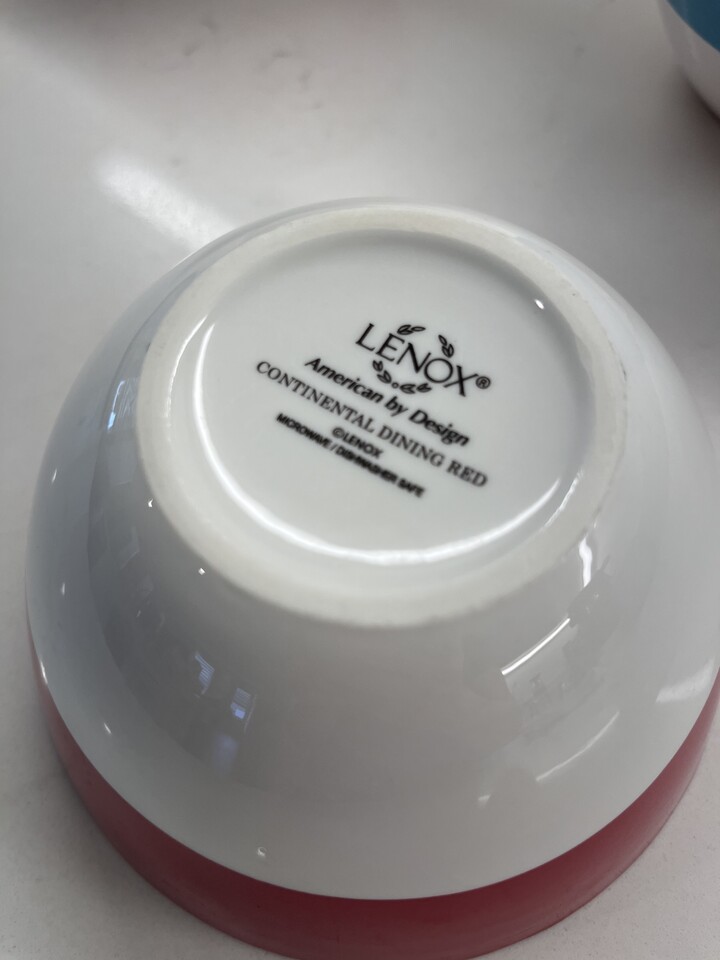 LENOX®
American by Design
CONTINENTAL DINING RED
©LENOX
MICROWAVE / DISHWASHER SAFE